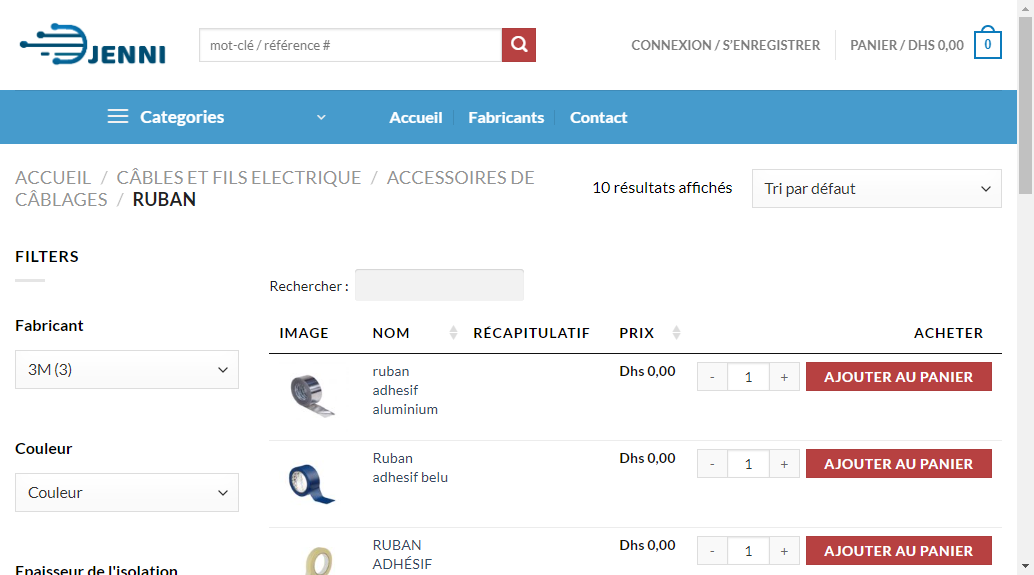 JENNI
mot-clé / référence #
CONNEXION / S'ENREGISTRER
PANIER / DHS 0,00
0
Categories
Accueil
Fabricants
Contact
ACCUEIL / CÂBLES ET FILS ELECTRIQUE / ACCESSOIRES DE
CÂBLAGES / RUBAN
10 résultats affichés
Tri par défaut
FILTERS
Fabricant
3M (3)
Couleur
Couleur
Epaisseur de l'isolation
Rechercher :
IMAGE NOM RÉCAPITULATIF PRIX ACHETER
ruban
adhesif
aluminium
Dhs 0,00
- 1 +
AJOUTER AU PANIER
Ruban
adhesif belu
Dhs 0,00
- 1 +
AJOUTER AU PANIER
RUBAN
ADHÉSIF
Dhs 0,00
- 1 +
AJOUTER AU PANIER